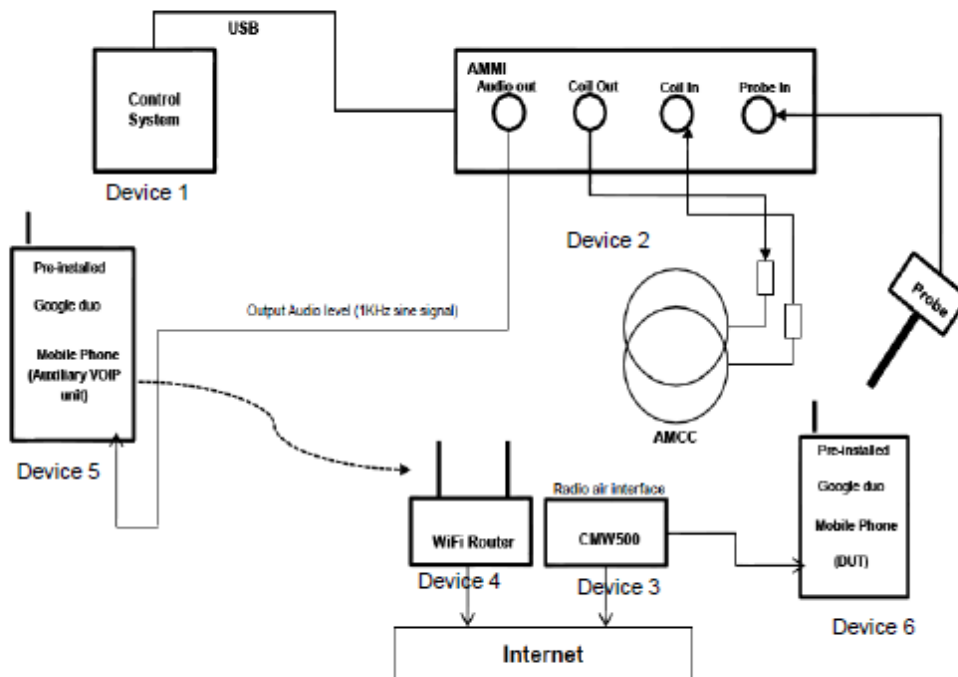 USB
AMMI
Audio out
Coil Out
Coil In
Probe In
Control
System
Device 1
Device 2
Pre-installed
Google duo
Mobile Phone
(Auxiliary VOIP
unit)
Device 5
Output Audio level (1KHz sine signal)
Probe
AMCC
Radio air interface
WiFi Router
CMW500
Device 4
Device 3
Pre-installed
Google duo
Mobile Phone
(DUT)
Device 6
Internet